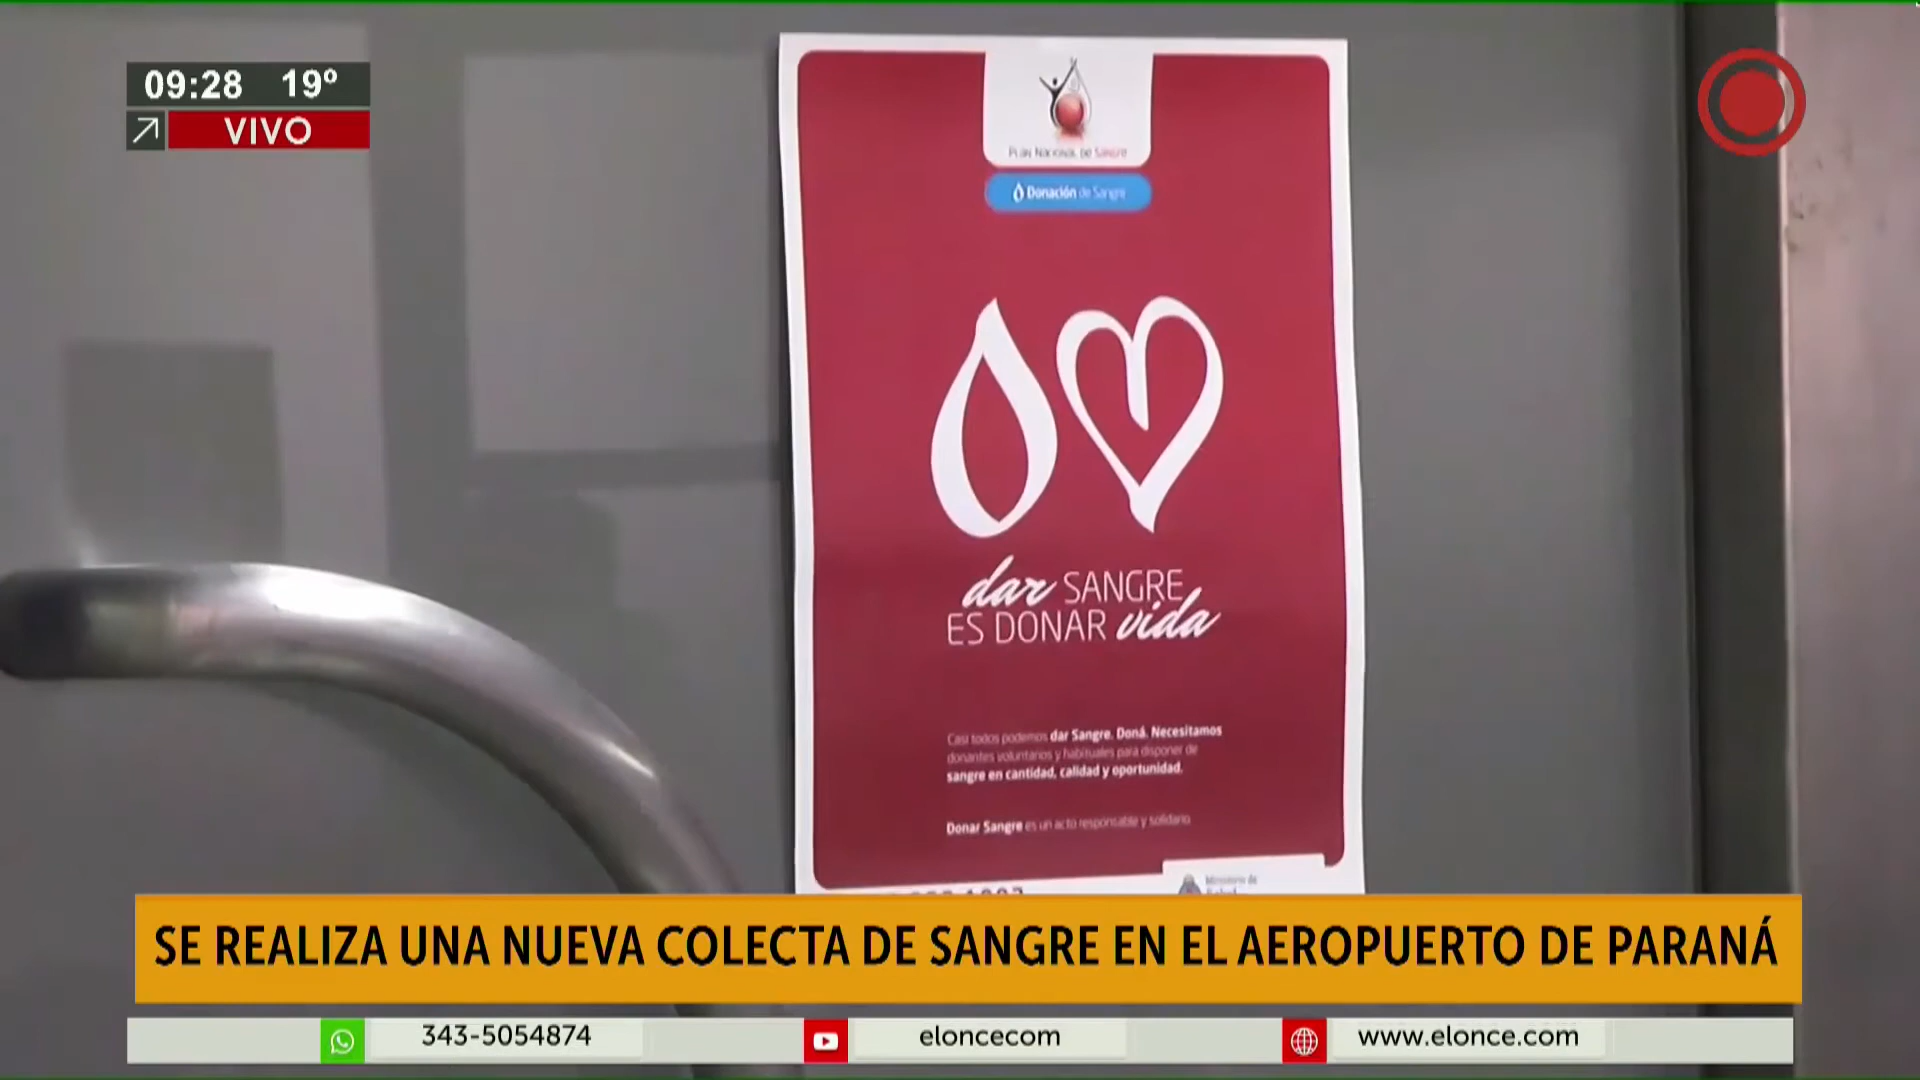 09:28 19º
VIVO
PLAN NACIONAL DE SANGRE
Donación de Sangre
dar SANGRE
ES DONAR vida
Casi todos podemos dar Sangre. Doná. Necesitamos
donantes voluntarios y habituales para disponer de
sangre en cantidad, calidad y oportunidad.
Donar Sangre es un acto responsable y solidario.
Ministerio de
SE REALIZA UNA NUEVA COLECTA DE SANGRE EN EL AEROPUERTO DE PARANÁ
343-5054874
eloncecom
www.elonce.com